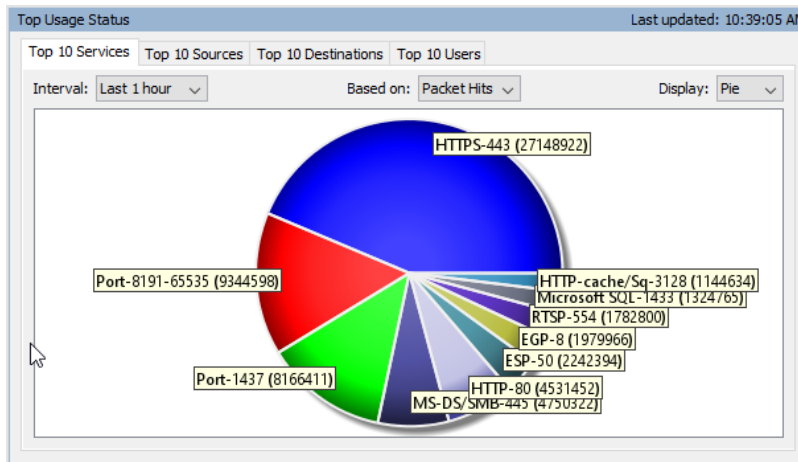 Top Usage Status Last updated: 10:39:05 AM
Top 10 Services Top 10 Sources Top 10 Destinations Top 10 Users
Interval: Last 1 hour Based on: Packet Hits Display: Pie
HTTPS-443 (27148922)
Port-8191-65535 (9344598)
HTTP-cache/Sq-3128 (1144634)
Microsoft SQL-1433 (1324765)
RTSP-554 (1782800)
EGP-8 (1979966)
ESP-50 (2242394)
Port-1437 (8166411)
HTTP-80 (4531452)
MS-DS/SMB-445 (4750322)